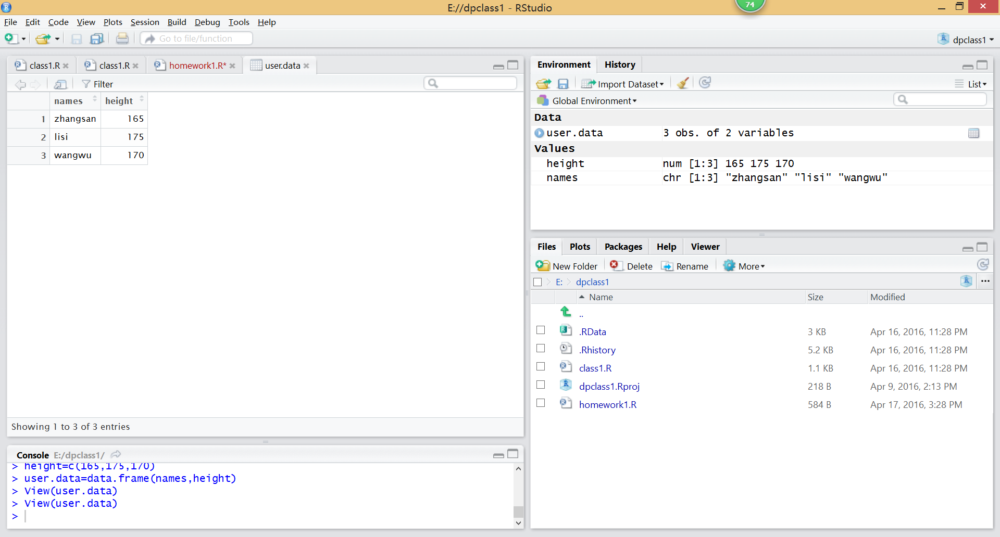 E://dpclass1 - RStudio
74
File Edit Code View Plots Session Build Debug Tools Help
Go to file/function
dpclass1
class1.R class1.R homework1.R* user.data
Filter
names height
1 zhangsan 165
2 lisi 175
3 wangwu 170
Showing 1 to 3 of 3 entries
Console E:/dpclass1/
> height=c(165,175,170)
> user.data=data.frame(names,height)
> View(user.data)
> View(user.data)
>
Environment History
Import Dataset List
Global Environment
Data
user.data 3 obs. of 2 variables
Values
height num [1:3] 165 175 170
names chr [1:3] "zhangsan" "lisi" "wangwu"
Files Plots Packages Help Viewer
New Folder Delete Rename More
E: dpclass1 ...
Name Size Modified
..
.RData 3 KB Apr 16, 2016, 11:28 PM
.Rhistory 5.2 KB Apr 16, 2016, 11:28 PM
class1.R 1.1 KB Apr 16, 2016, 11:28 PM
dpclass1.Rproj 218 B Apr 9, 2016, 2:13 PM
homework1.R 584 B Apr 17, 2016, 3:28 PM